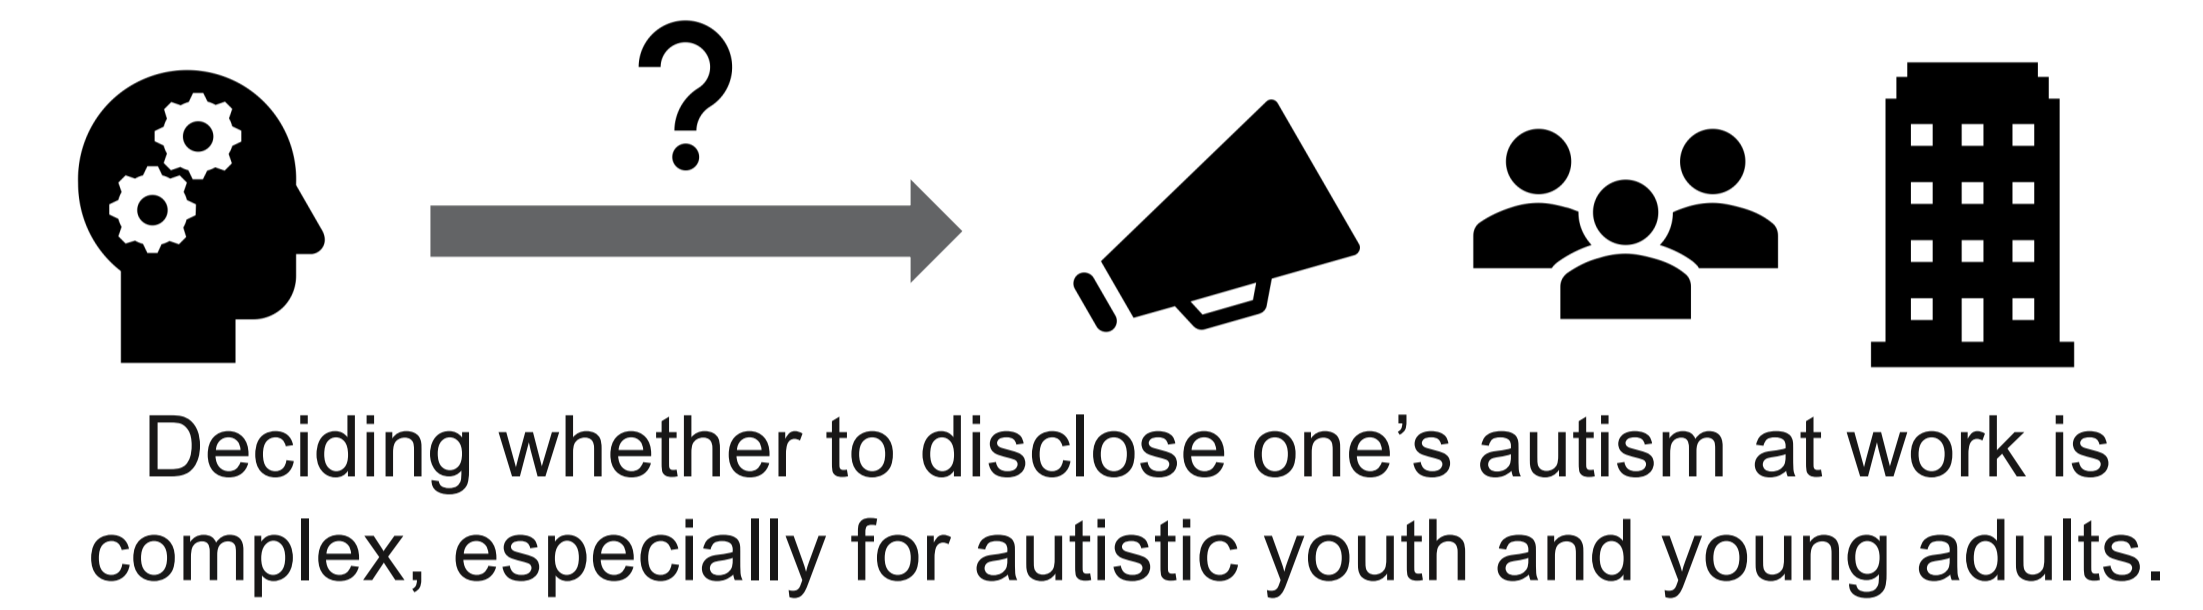 ?
Deciding whether to disclose one’s autism at work is
complex, especially for autistic youth and young adults.